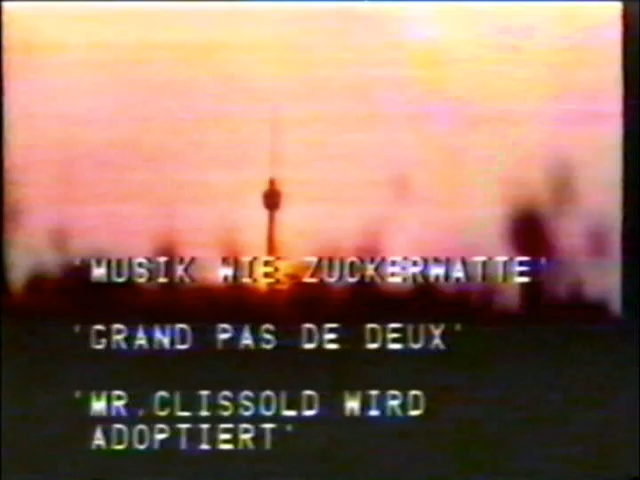 'MUSIK WIE ZUCKERWATTE'
'GRAND PAS DE DEUX'
'MR.CLISSOLD WIRD
ADOPTIERT'